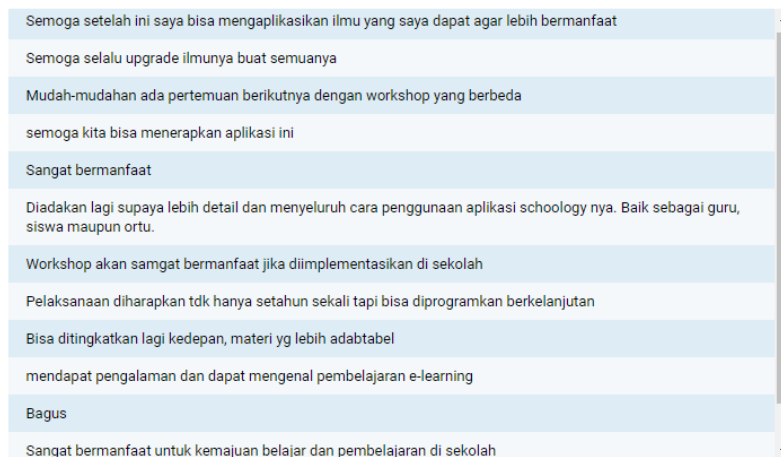 Semoga setelah ini saya bisa mengaplikasikan ilmu yang saya dapat agar lebih bermanfaat
Semoga selalu upgrade ilmunya buat semuanya
Mudah-mudahan ada pertemuan berikutnya dengan workshop yang berbeda
semoga kita bisa menerapkan aplikasi ini
Sangat bermanfaat
Diadakan lagi supaya lebih detail dan menyeluruh cara penggunaan aplikasi schoology nya. Baik sebagai guru,
siswa maupun ortu.
Workshop akan samgat bermanfaat jika diimplementasikan di sekolah
Pelaksanaan diharapkan tdk hanya setahun sekali tapi bisa diprogramkan berkelanjutan
Bisa ditingkatkan lagi kedepan, materi yg lebih adabtabel
mendapat pengalaman dan dapat mengenal pembelajaran e-learning
Bagus
Sangat bermanfaat untuk kemajuan belajar dan pembelajaran di sekolah